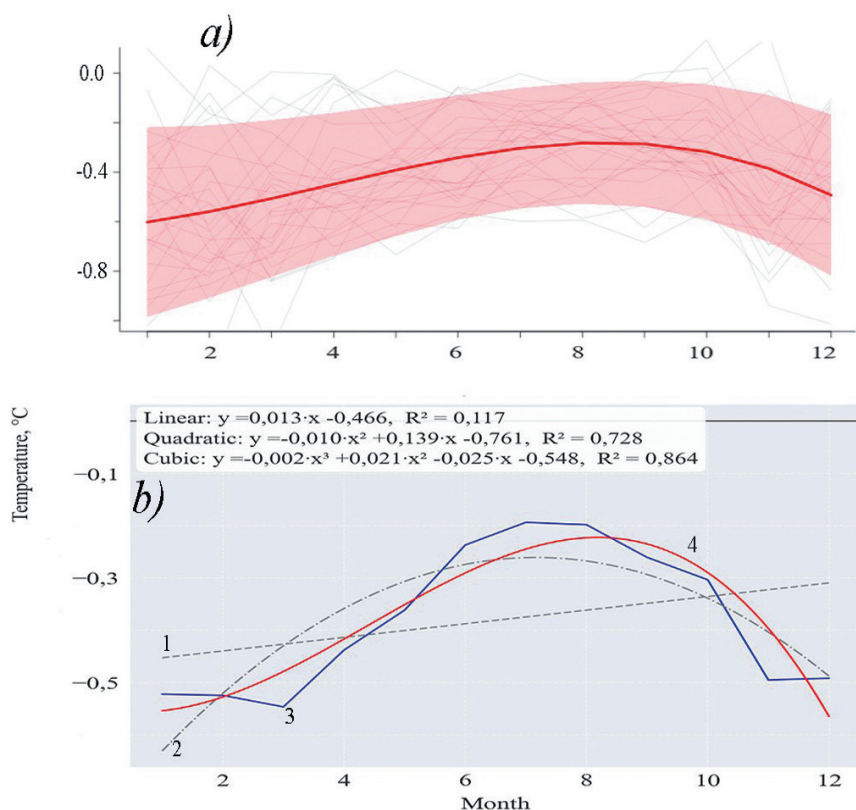 a)
0.0
-0.4
-0.8
2 4 6 8 10 12
Linear: y =0,013·x -0,466, R² = 0,117
Quadratic: y =-0,010·x² +0,139·x -0,761, R² = 0,728
Cubic: y =-0,002·x³ +0,021·x² -0,025·x -0,548, R² = 0,864
Temperature, °C
b)
−0,1
−0,3
−0,5
1
2
3
4
2 4 6 8 10 12
Month